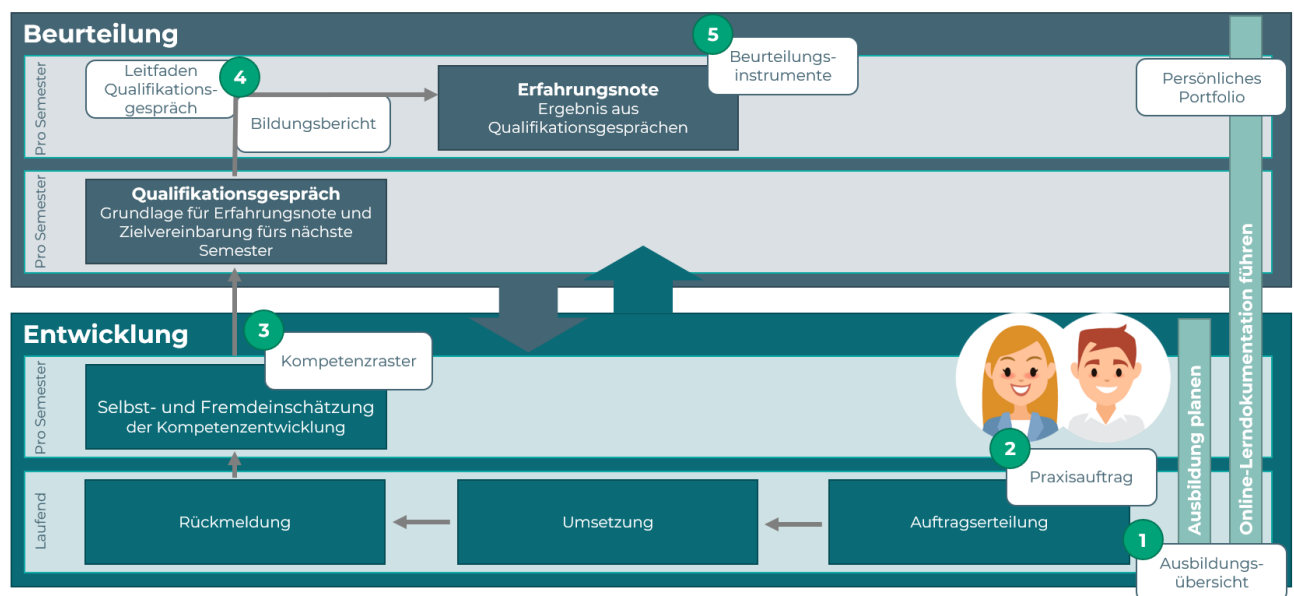 Beurteilung
Pro Semester
Leitfaden
Qualifikations-
gespräch
4
Bildungsbericht
Erfahrungsnote
Ergebnis aus
Qualifikationsgesprächen
5
Beurteilungs-
instrumente
Persönliches
Portfolio
Pro Semester
Qualifikationsgespräch
Grundlage für Erfahrungsnote und
Zielvereinbarung fürs nächste
Semester
Entwicklung
3
Kompetenzraster
Pro Semester
Selbst- und Fremdeinschätzung
der Kompetenzentwicklung
2
Praxisauftrag
Laufend
Rückmeldung
Umsetzung
Auftragserteilung
1
Ausbildungs-
übersicht
Ausbildung planen
Online-Lerndokumentation führen